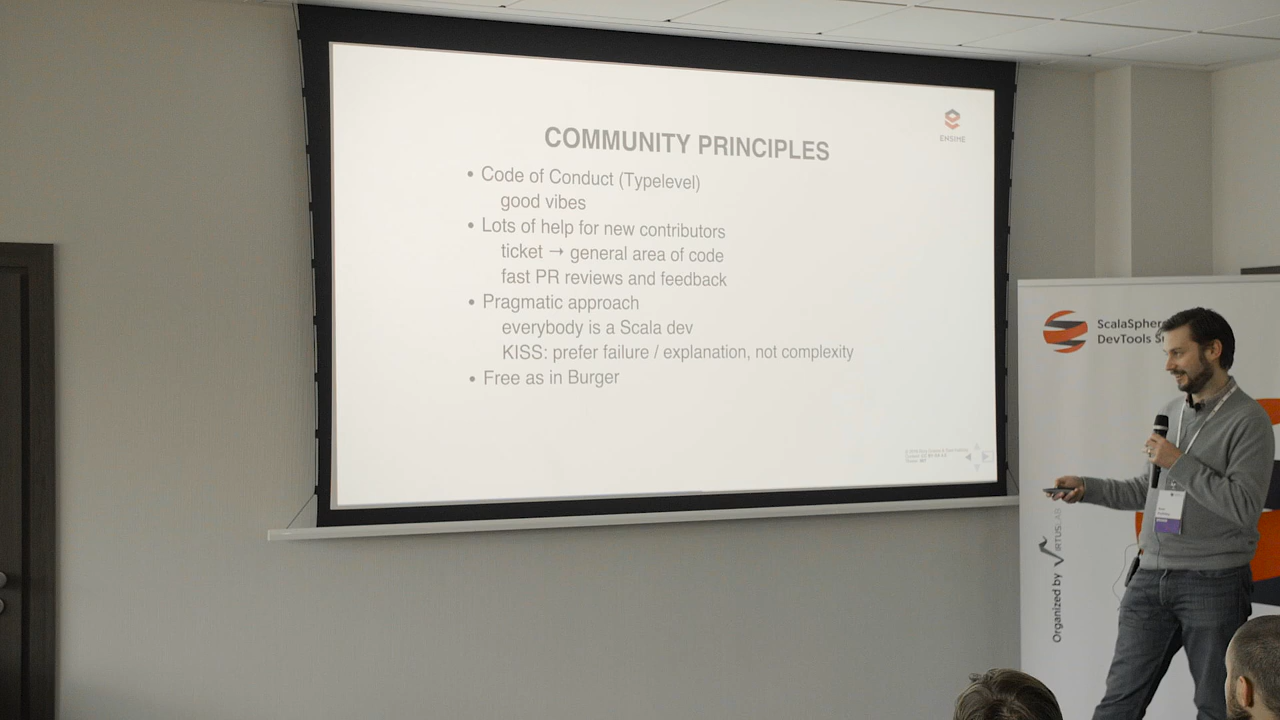 ENSIME
COMMUNITY PRINCIPLES
• Code of Conduct (Typelevel)
good vibes
• Lots of help for new contributors
ticket → general area of code
fast PR reviews and feedback
• Pragmatic approach
everybody is a Scala dev
KISS: prefer failure / explanation, not complexity
• Free as in Burger
ScalaSphere
DevTools
Organized by VIRTUSLAB